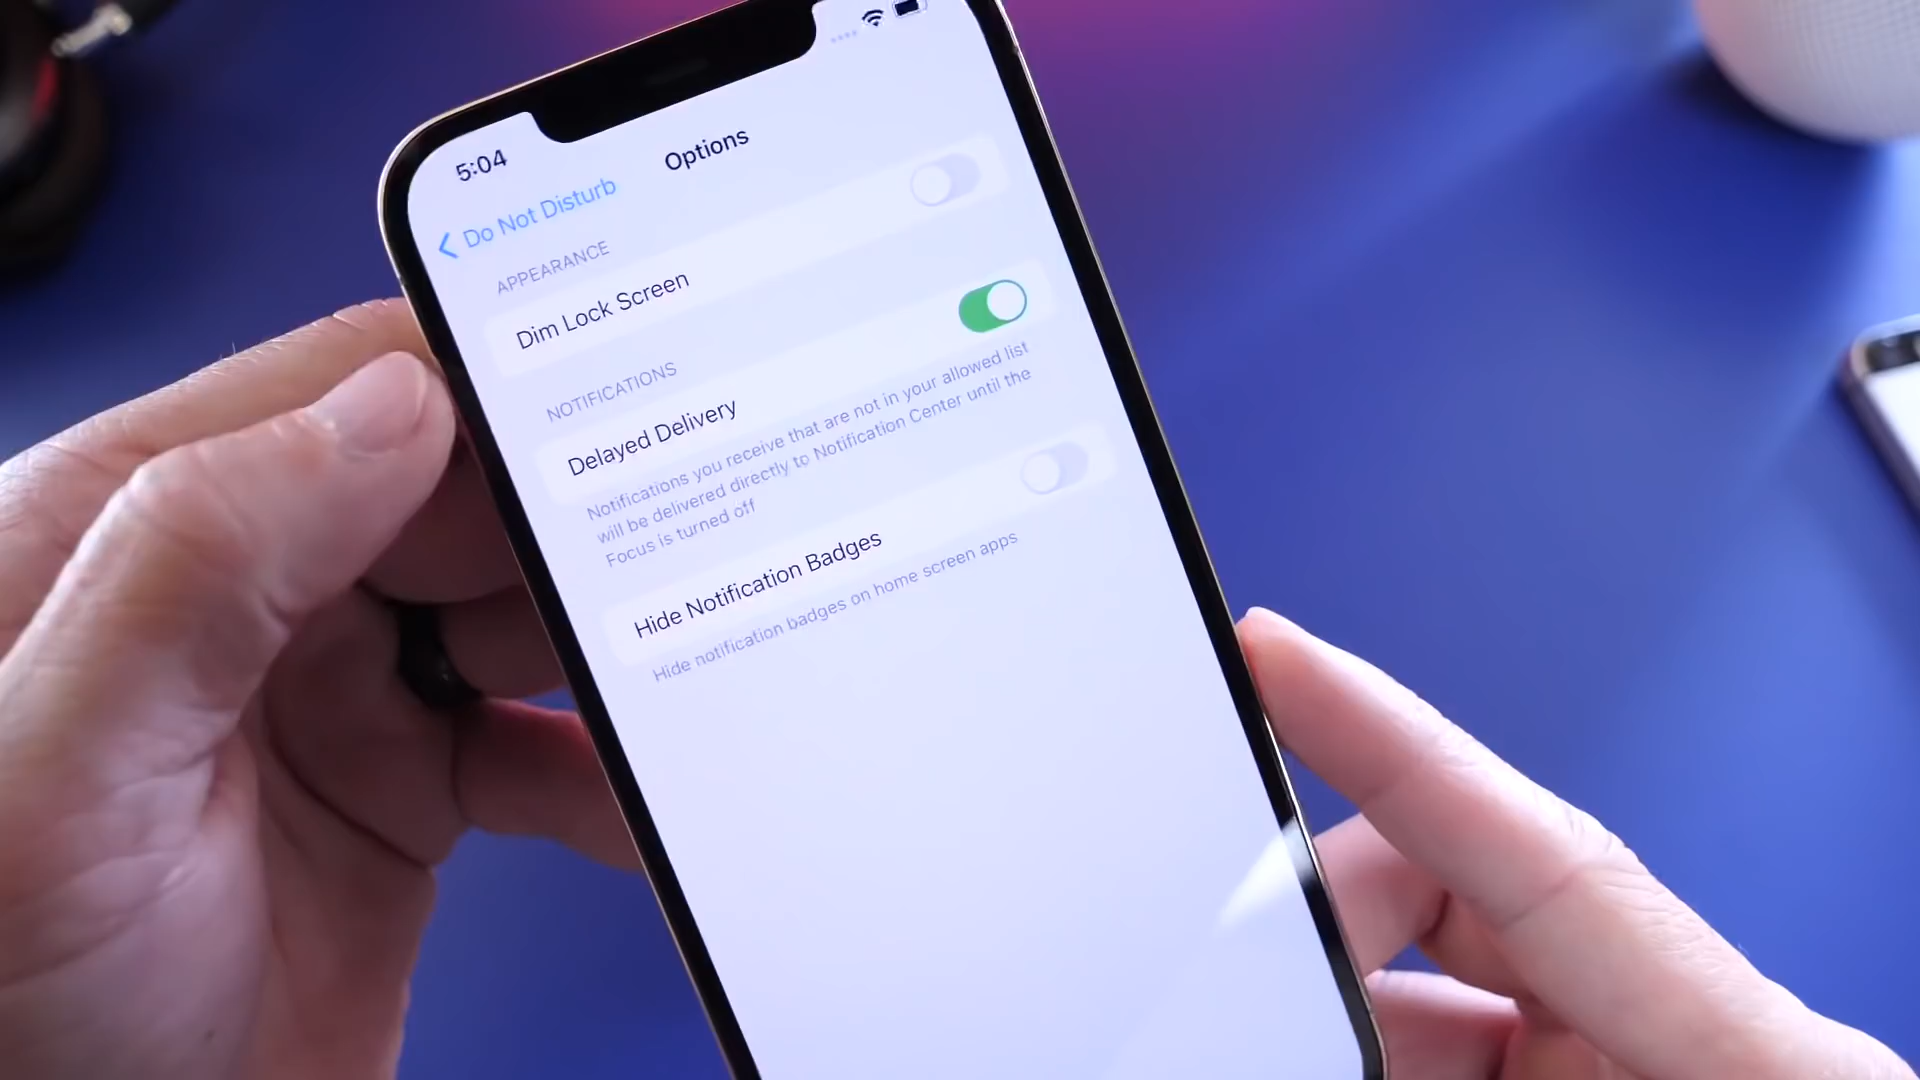 5:04
Do Not Disturb
Options
APPEARANCE
Dim Lock Screen
NOTIFICATIONS
Delayed Delivery
Notifications you receive that are not in your allowed list
will be delivered directly to Notification Center until the
Focus is turned off
Hide Notification Badges
Hide notification badges on home screen apps